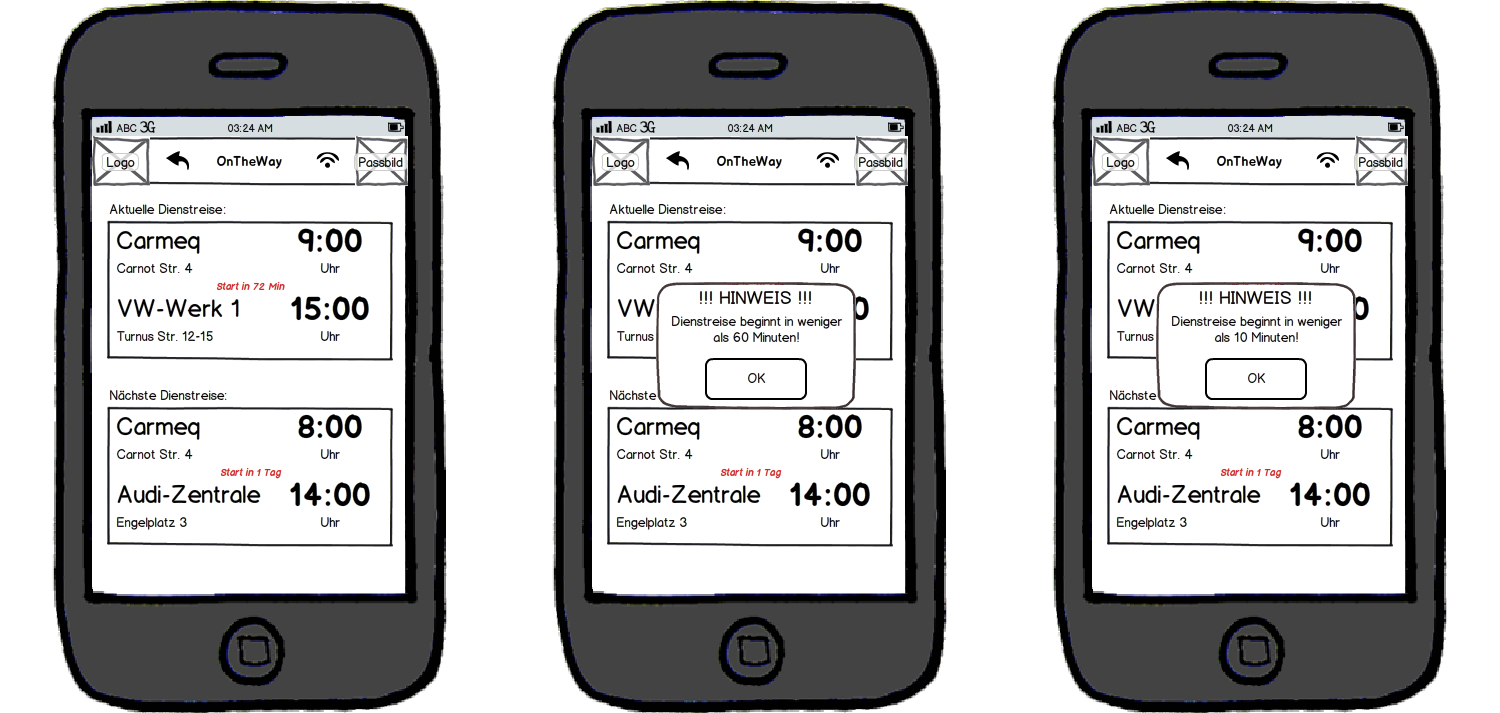 ABC 3G 03:24 AM
Logo OnTheWay Passbild
Aktuelle Dienstreise:
Carmeq 9:00
Carnot Str. 4 Uhr
Start in 72 Min
VW-Werk 1 15:00
Turnus Str. 12-15 Uhr
Nächste Dienstreise:
Carmeq 8:00
Carnot Str. 4 Uhr
Start in 1 Tag
Audi-Zentrale 14:00
Engelplatz 3 Uhr
ABC 3G 03:24 AM
Logo OnTheWay Passbild
Aktuelle Dienstreise:
Carmeq 9:00
Carnot Str. 4 Uhr
!!! HINWEIS !!!
VW 0
Dienstreise beginnt in weniger
Turnus als 60 Minuten!
OK
Nächste
Carmeq 8:00
Carnot Str. 4 Uhr
Start in 1 Tag
Audi-Zentrale 14:00
Engelplatz 3 Uhr
ABC 3G 03:24 AM
Logo OnTheWay Passbild
Aktuelle Dienstreise:
Carmeq 9:00
Carnot Str. 4 Uhr
!!! HINWEIS !!!
VW 0
Dienstreise beginnt in weniger
Turnus als 10 Minuten!
OK
Nächste
Carmeq 8:00
Carnot Str. 4 Uhr
Start in 1 Tag
Audi-Zentrale 14:00
Engelplatz 3 Uhr